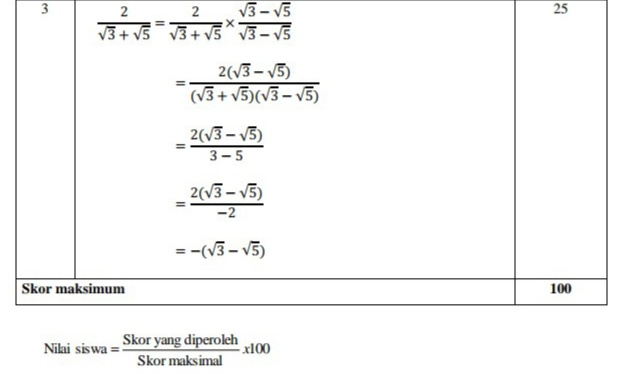 3 2/(√3 + √5) = 2/(√3 + √5) × (√3 − √5)/(√3 − √5) 25
= 2(√3 − √5)/((√3 + √5)(√3 − √5))
= 2(√3 − √5)/(3 − 5)
= 2(√3 − √5)/(−2)
= −(√3 − √5)
Skor maksimum 100
Nilai siswa = Skor yang diperoleh/Skor maksimal x100